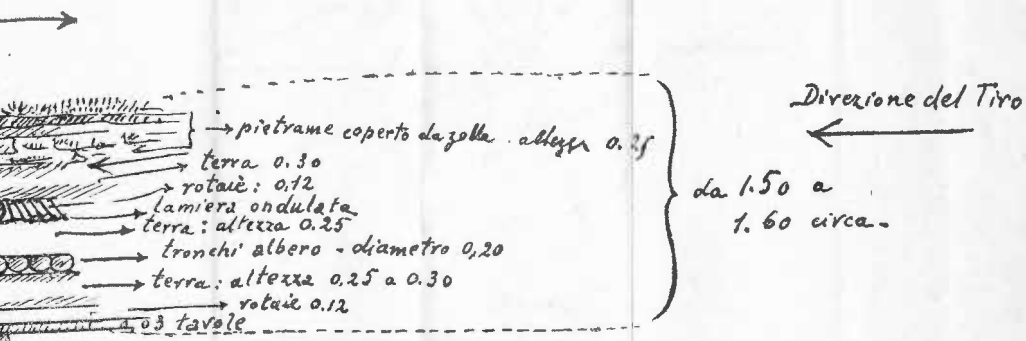 Direzione del Tiro
pietrame coperto da zolla. altezza 0.25
terra 0.30
rotaie: 0.12
lamiera ondulata
terra: altezza 0.25
tronchi albero - diametro 0,20
terra: altezza 0.25 a 0.30
rotaie 0.12
0.03 tavole
da 1.50 a
1.60 circa.